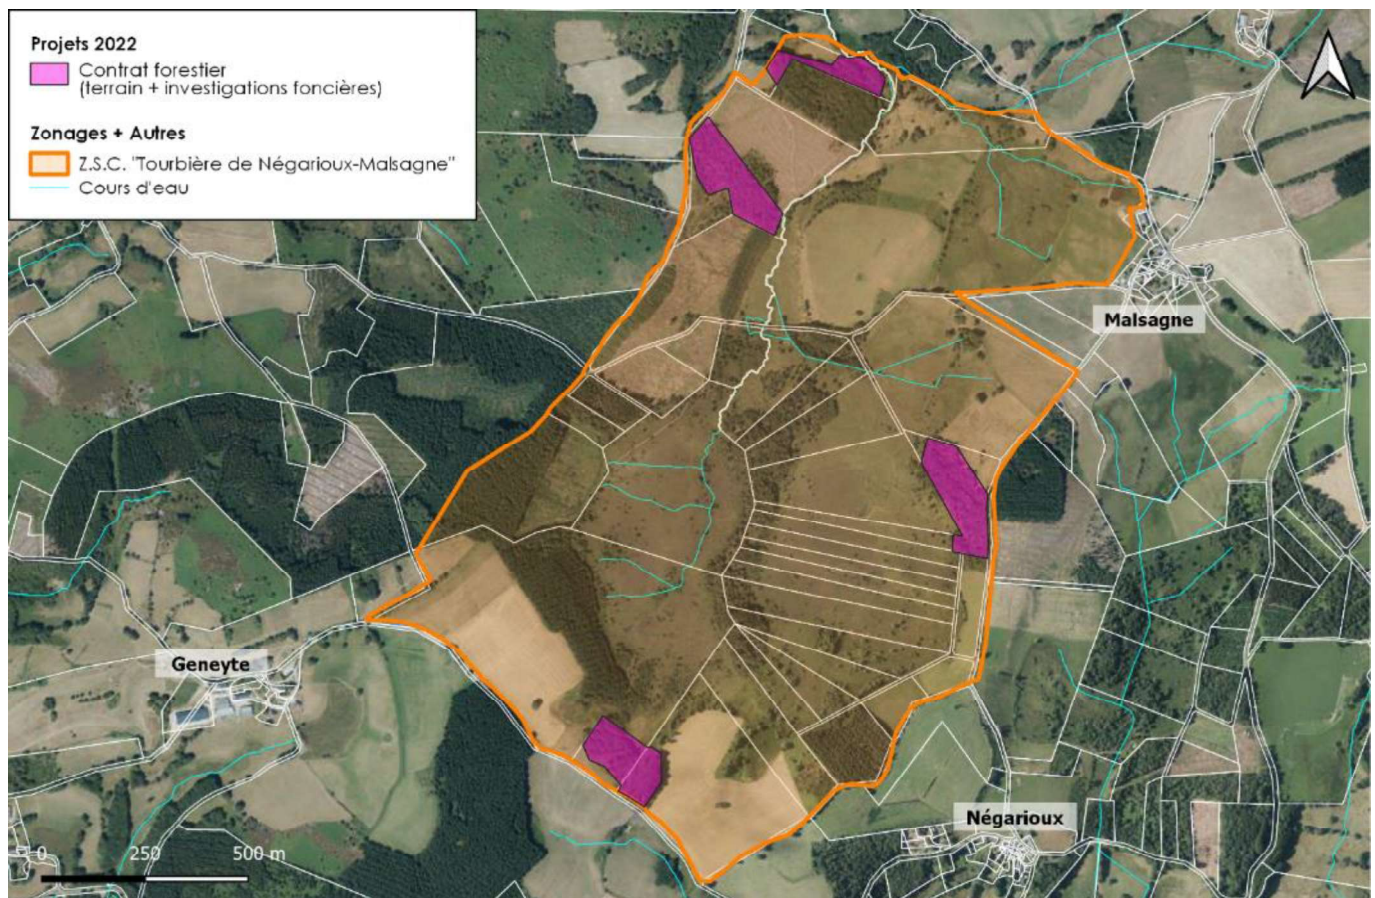 Projets 2022
Contrat forestier
(terrain + investigations foncières)
Zonages + Autres
Z.S.C. "Tourbière de Négarioux-Malsagne"
Cours d'eau
Malsagne
Geneyte
Négarioux
0 250 500 m